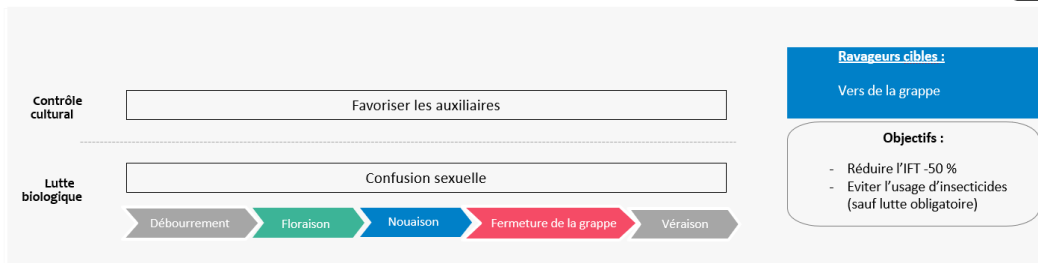 Ravageurs cibles :
Vers de la grappe
Contrôle
cultural
Favoriser les auxiliaires
Objectifs :
- Réduire l'IFT -50 %
- Eviter l'usage d'insecticides
(sauf lutte obligatoire)
Lutte
biologique
Confusion sexuelle
Débourrement
Floraison
Nouaison
Fermeture de la grappe
Véraison